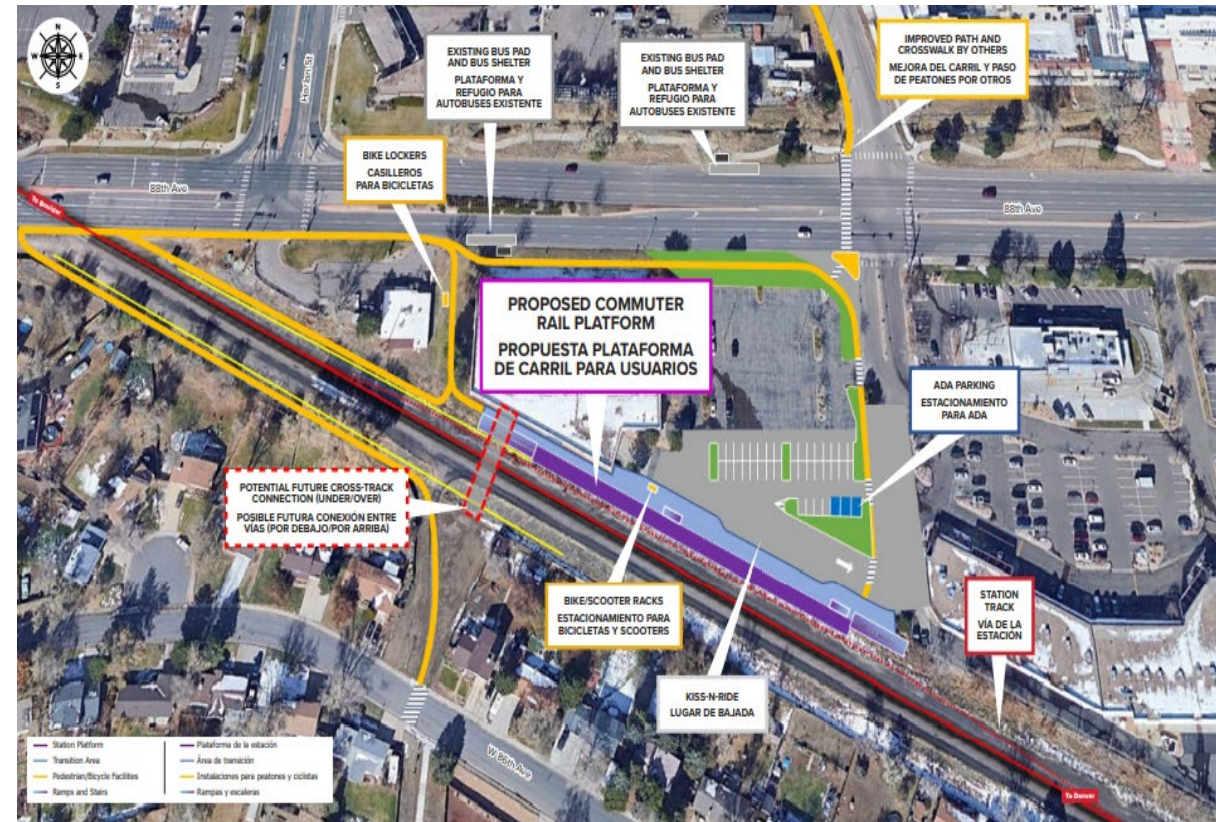 N
W E
S
Harlan St
EXISTING BUS PAD
AND BUS SHELTER
PLATAFORMA Y
REFUGIO PARA
AUTOBUSES EXISTENTE
EXISTING BUS PAD
AND BUS SHELTER
PLATAFORMA Y
REFUGIO PARA
AUTOBUSES EXISTENTE
IMPROVED PATH AND
CROSSWALK BY OTHERS
MEJORA DEL CARRIL Y PASO
DE PEATONES POR OTROS
BIKE LOCKERS
CASILLEROS
PARA BICICLETAS
88th Ave
88th Ave
To Boulder
PROPOSED COMMUTER
RAIL PLATFORM
PROPUESTA PLATAFORMA
DE CARRIL PARA USUARIOS
ADA PARKING
ESTACIONAMIENTO
PARA ADA
POTENTIAL FUTURE CROSS-TRACK
CONNECTION (UNDER/OVER)
POSIBLE FUTURA CONEXIÓN ENTRE
VÍAS (POR DEBAJO/POR ARRIBA)
BIKE/SCOOTER RACKS
ESTACIONAMIENTO PARA
BICICLETAS Y SCOOTERS
STATION
TRACK
VÍA DE LA
ESTACIÓN
KISS-N-RIDE
LUGAR DE BAJADA
W 86th Ave
To Denver
Station Platform
Transition Area
Pedestrian/Bicycle Facilities
Ramps and Stairs
Plataforma de la estación
Área de transición
Instalaciones para peatones y ciclistas
Rampas y escaleras